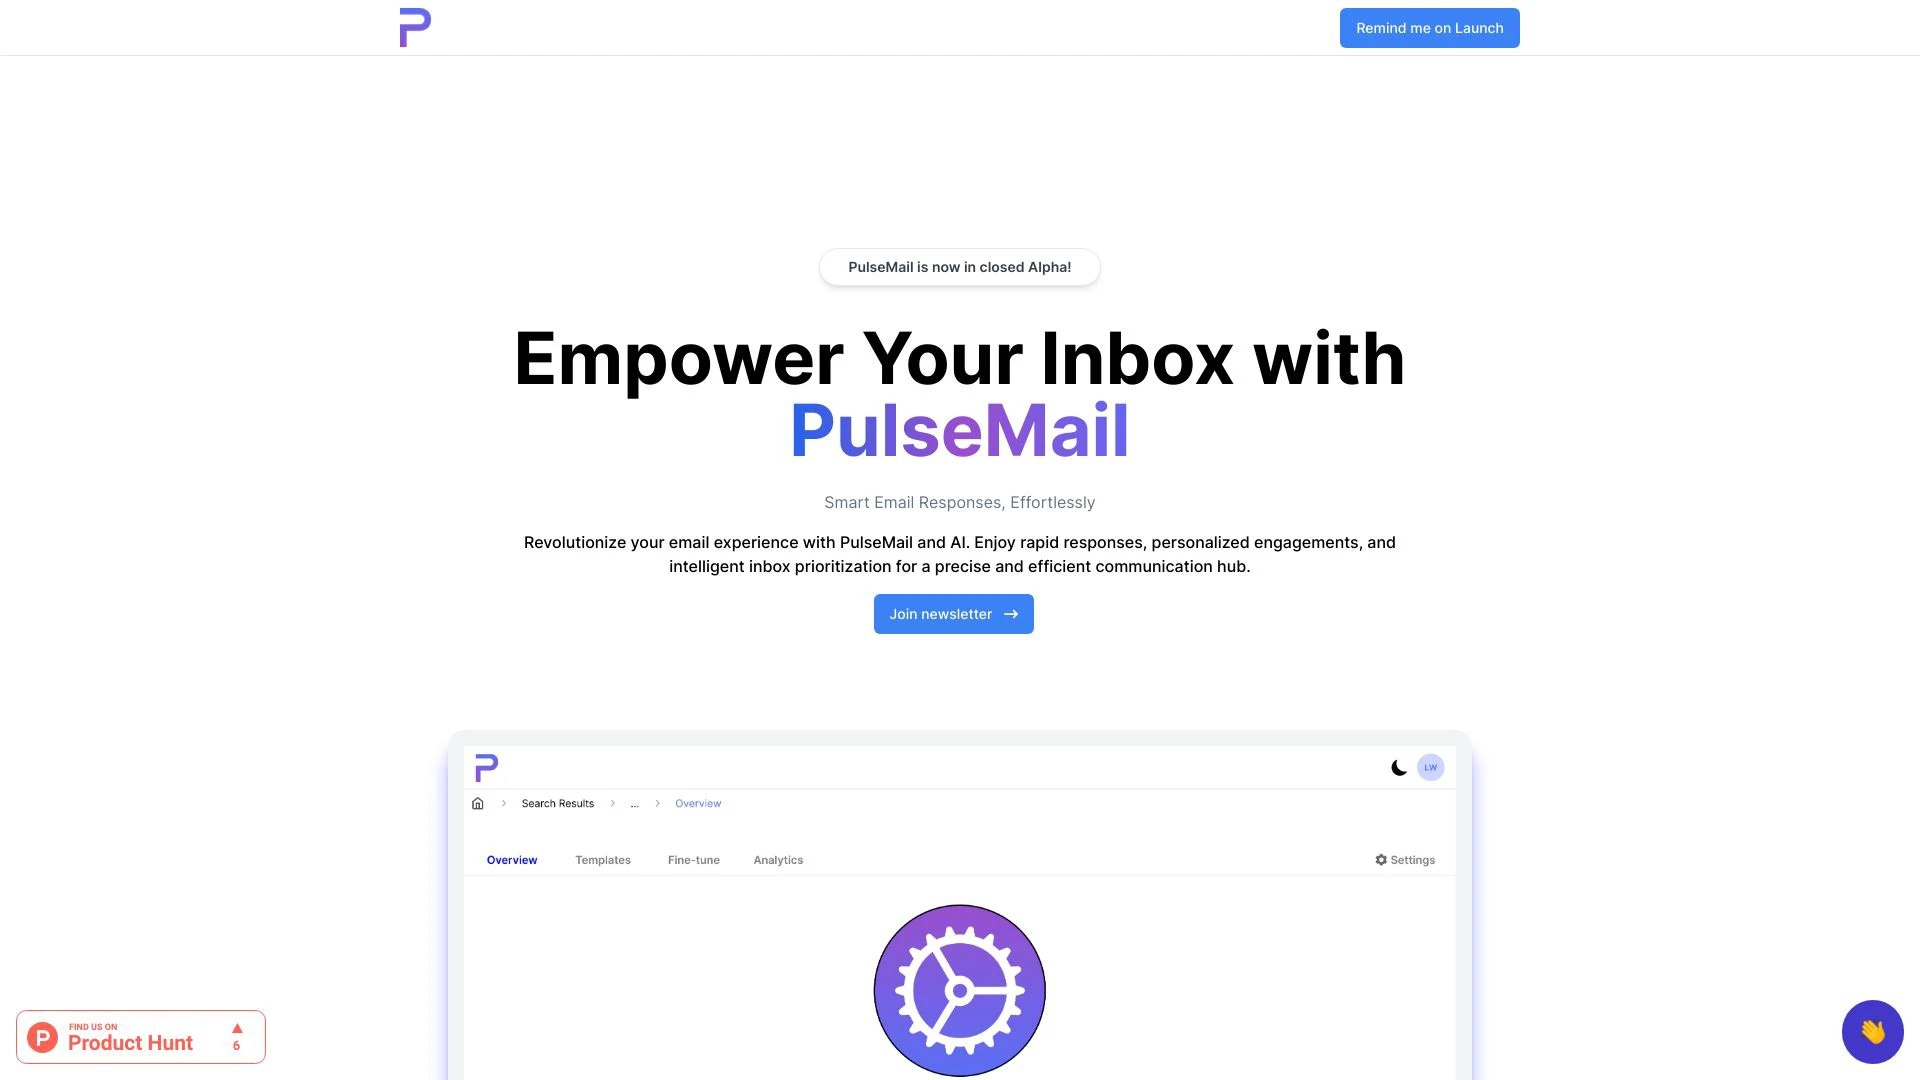 Remind me on Launch
PulseMail is now in closed Alpha!
Empower Your Inbox with
PulseMail
Smart Email Responses, Effortlessly
Revolutionize your email experience with PulseMail and AI. Enjoy rapid responses, personalized engagements, and
intelligent inbox prioritization for a precise and efficient communication hub.
Join newsletter →
LW
Search Results > ... > Overview
Overview Templates Fine-tune Analytics Settings
FIND US ON
Product Hunt
▲
6